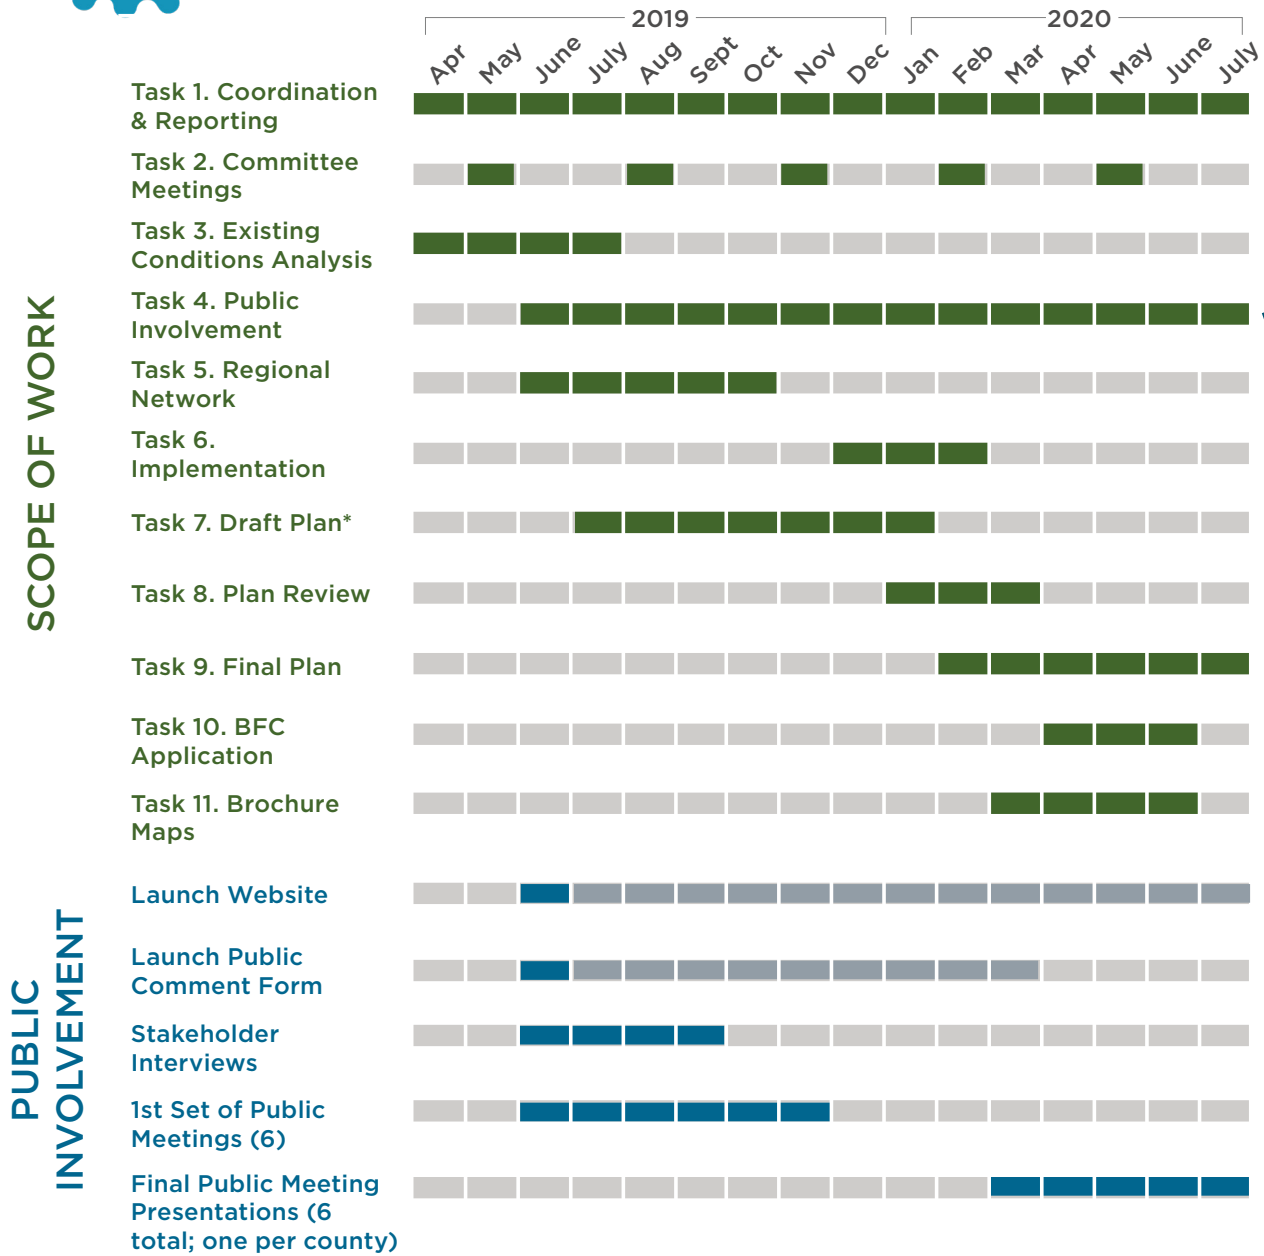 2019
2020
Apr May June July Aug Sept Oct Nov Dec Jan Feb Mar Apr May June July
SCOPE OF WORK
Task 1. Coordination
& Reporting
Task 2. Committee
Meetings
Task 3. Existing
Conditions Analysis
Task 4. Public
Involvement
Task 5. Regional
Network
Task 6.
Implementation
Task 7. Draft Plan*
Task 8. Plan Review
Task 9. Final Plan
Task 10. BFC
Application
Task 11. Brochure
Maps
PUBLIC
INVOLVEMENT
Launch Website
Launch Public
Comment Form
Stakeholder
Interviews
1st Set of Public
Meetings (6)
Final Public Meeting
Presentations (6
total; one per county)